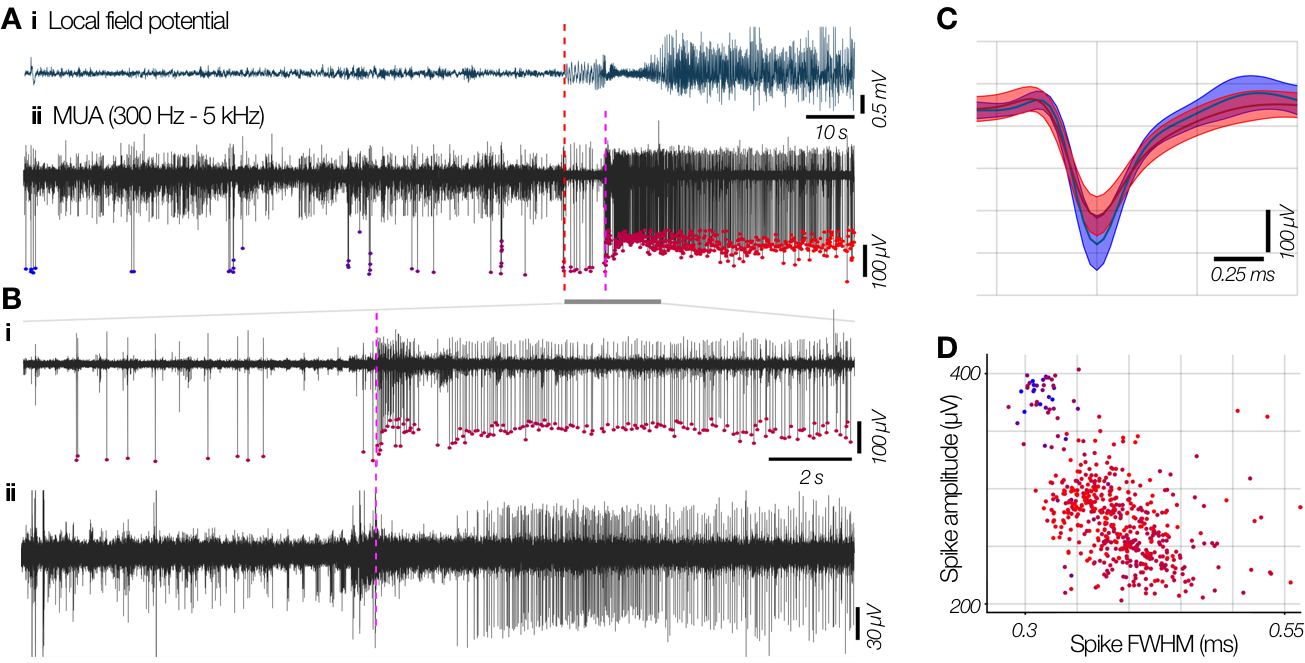 A i Local field potential
0.5 mV
10 s
ii MUA (300 Hz - 5 kHz)
100 µV
B
i
100 µV
2 s
ii
30 µV
C
100 µV
0.25 ms
D
400
Spike amplitude (µV)
200
0.3
0.55
Spike FWHM (ms)